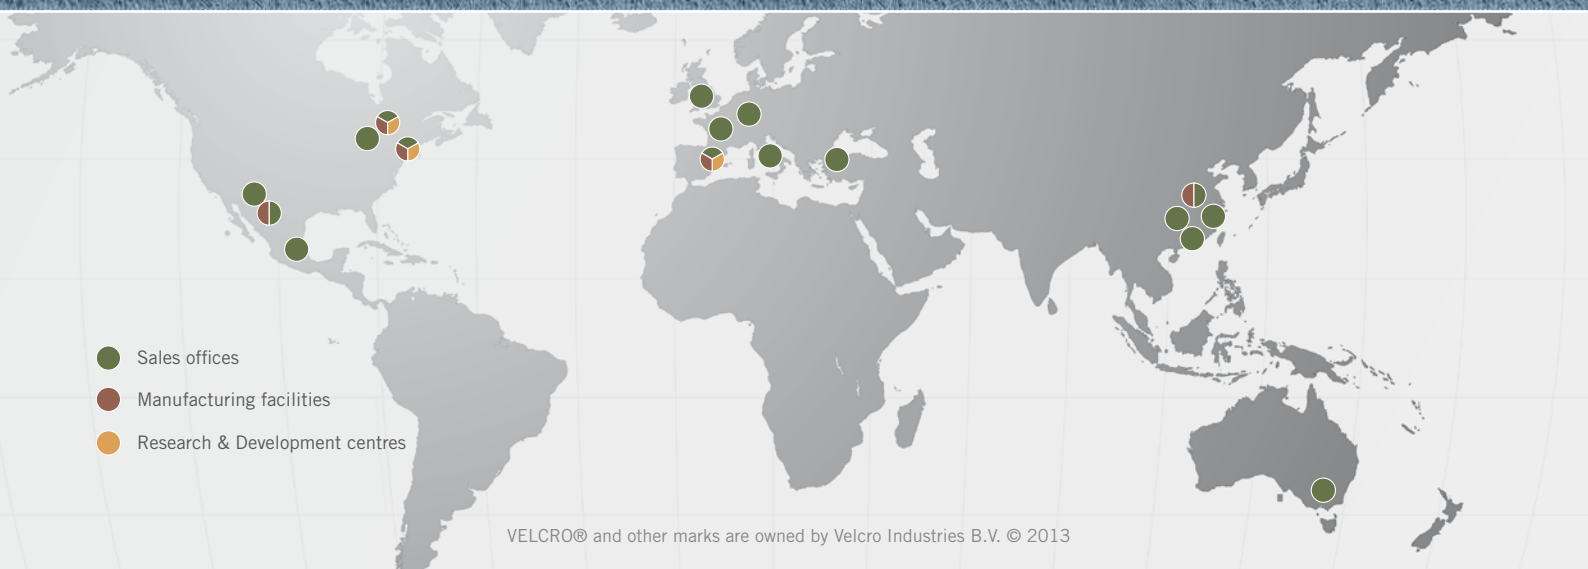 Sales offices
Manufacturing facilities
Research & Development centres
VELCRO® and other marks are owned by Velcro Industries B.V. © 2013